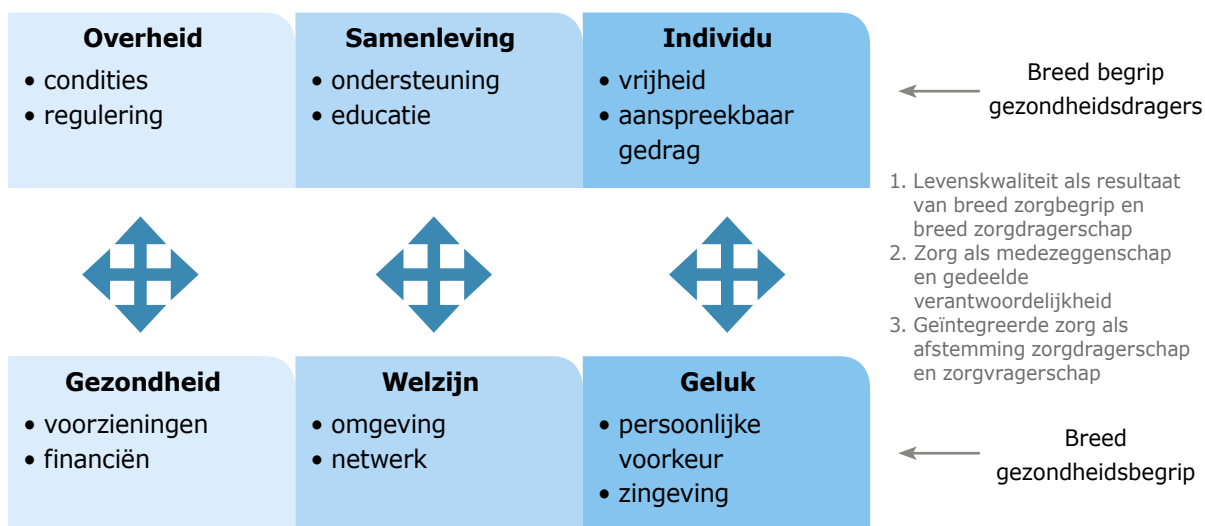 Overheid
• condities
• regulering
Samenleving
• ondersteuning
• educatie
Individu
• vrijheid
• aanspreekbaar
gedrag
Breed begrip
gezondheidsdragers
1. Levenskwaliteit als resultaat
van breed zorgbegrip en
breed zorgdragerschap
2. Zorg als medezeggenschap
en gedeelde
verantwoordelijkheid
3. Geïntegreerde zorg als
afstemming zorgdragerschap
en zorgvragerschap
Gezondheid
• voorzieningen
• financiën
Welzijn
• omgeving
• netwerk
Geluk
• persoonlijke
voorkeur
• zingeving
Breed
gezondheidsbegrip